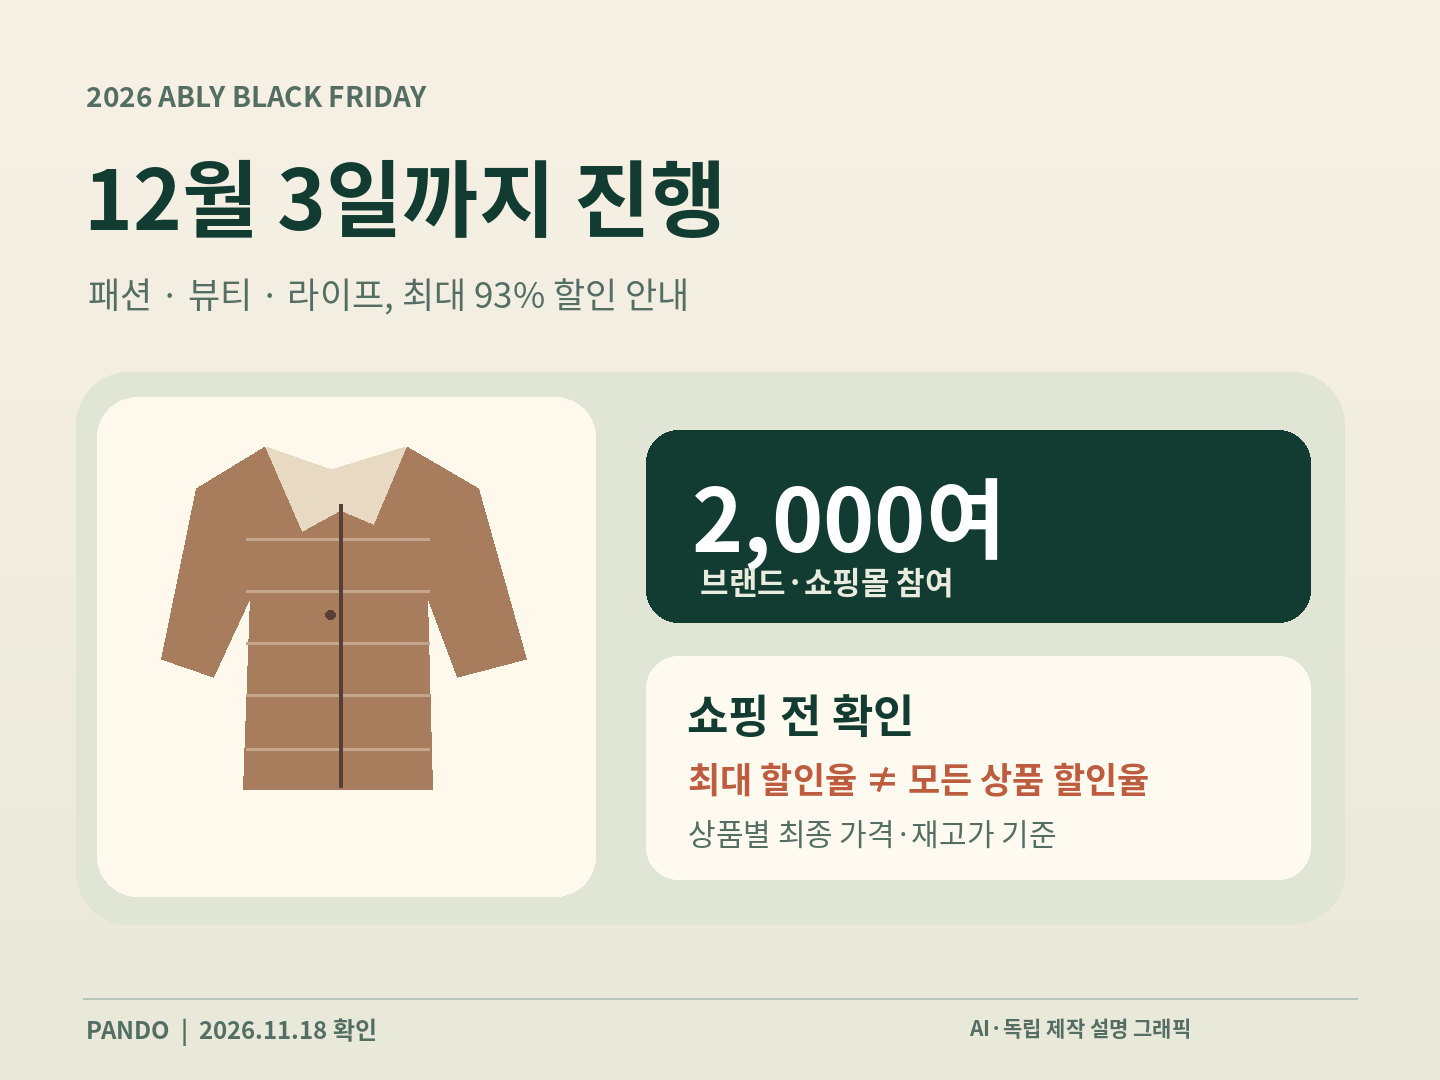 2026 ABLY BLACK FRIDAY
12월 3일까지 진행
패션 · 뷰티 · 라이프, 최대 93% 할인 안내
2,000여
브랜드·쇼핑몰 참여
쇼핑 전 확인
최대 할인율 ≠ 모든 상품 할인율
상품별 최종 가격·재고가 기준
PANDO | 2026.11.18 확인
AI·독립 제작 설명 그래픽